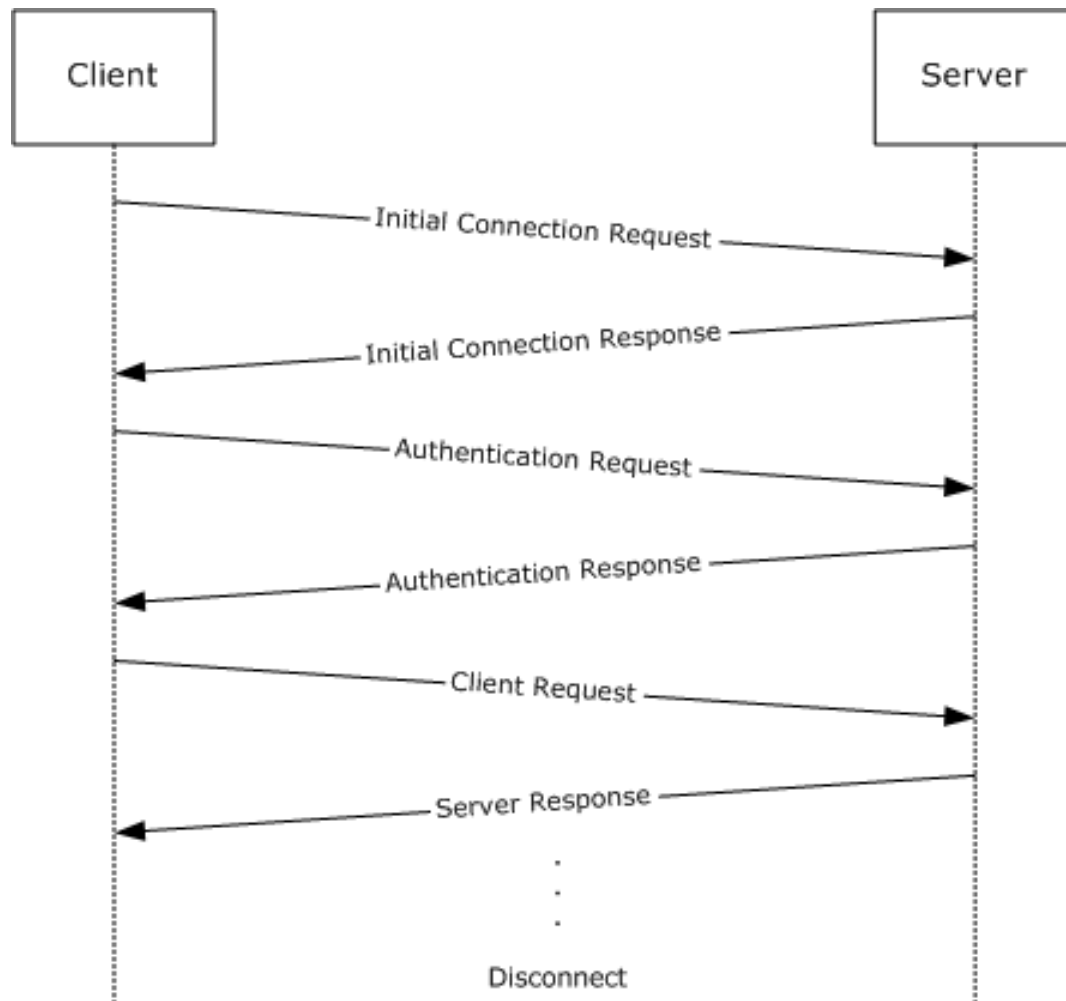 Client
Server
Initial Connection Request
Initial Connection Response
Authentication Request
Authentication Response
Client Request
Server Response
.
.
.
Disconnect